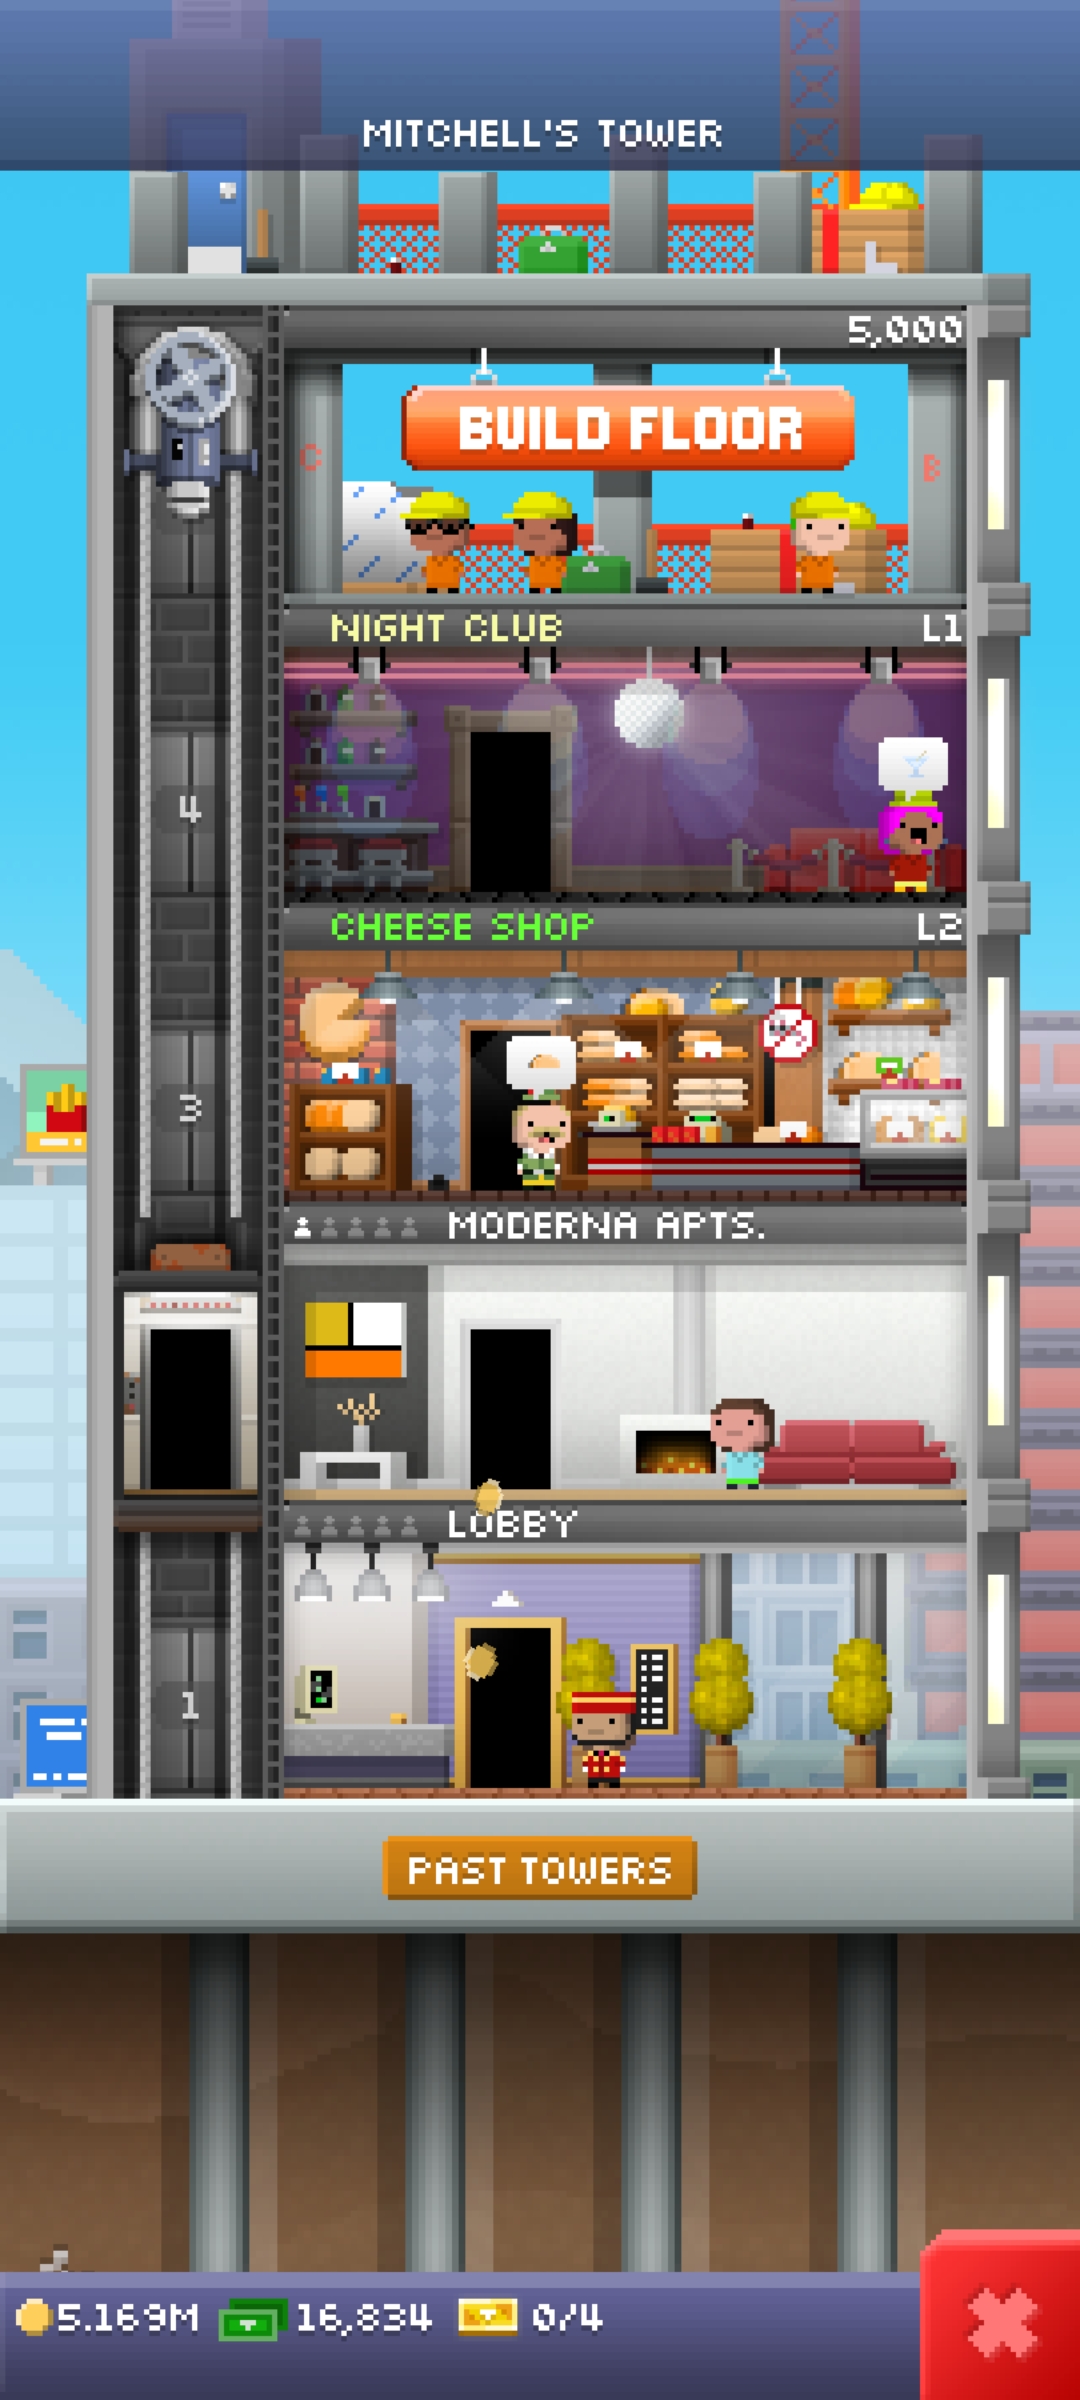 MITCHELL'S TOWER
5,000
BUILD FLOOR
C
B
NIGHT CLUB L1
4
CHEESE SHOP L2
3
MODERNA APTS.
LOBBY
1
PAST TOWERS
5.169M 16,834 0/4